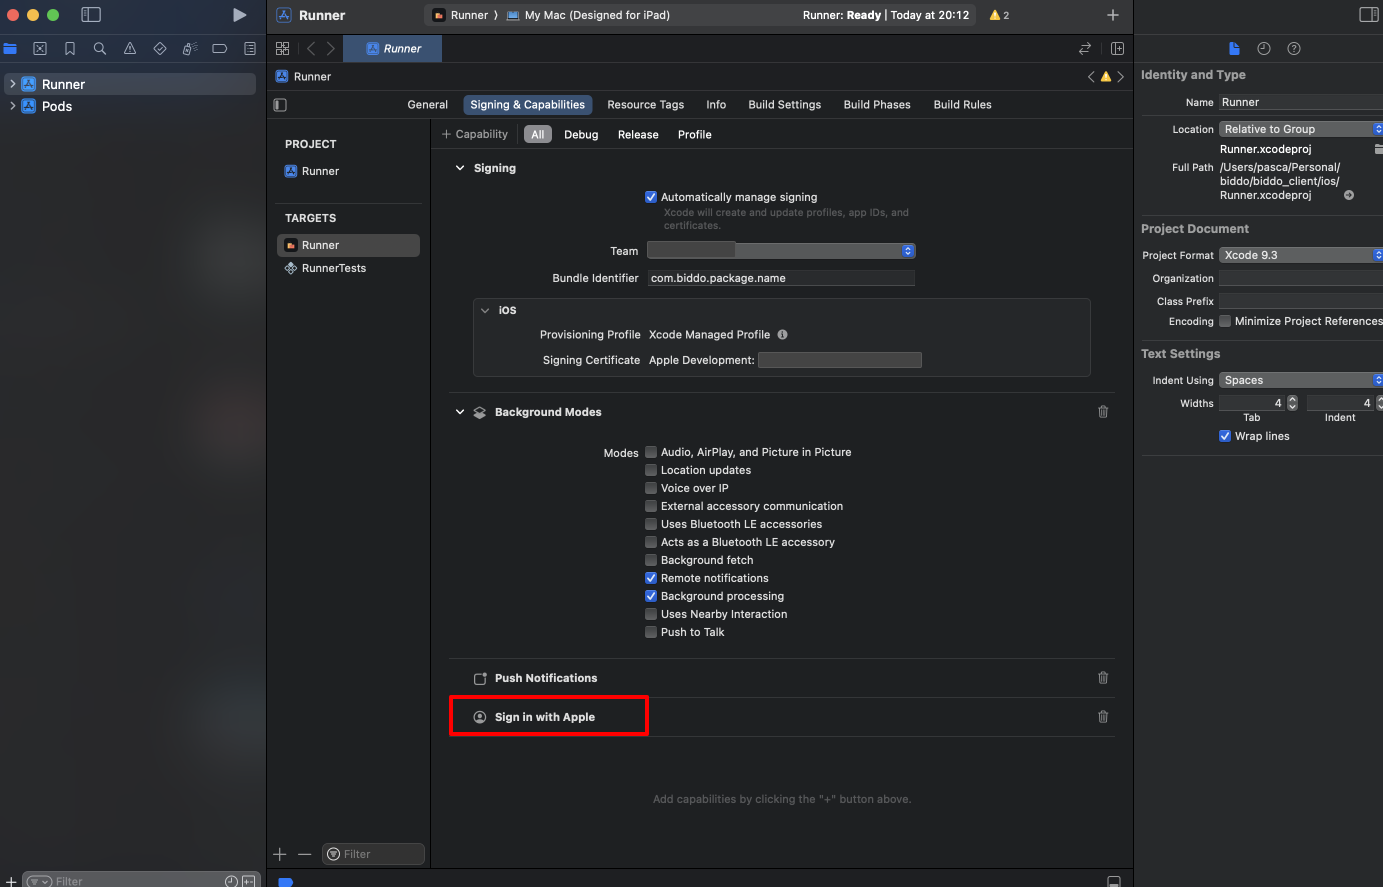 Runner
Runner 〉 My Mac (Designed for iPad)
Runner: Ready | Today at 20:12
2
Runner
Runner
Pods
Runner
General
Signing & Capabilities
Resource Tags
Info
Build Settings
Build Phases
Build Rules
+ Capability
All
Debug
Release
Profile
PROJECT
Runner
TARGETS
Runner
RunnerTests
Signing
Automatically manage signing
Xcode will create and update profiles, app IDs, and
certificates.
Team
Bundle Identifier com.biddo.package.name
iOS
Provisioning Profile Xcode Managed Profile
Signing Certificate Apple Development:
Background Modes
Modes
Audio, AirPlay, and Picture in Picture
Location updates
Voice over IP
External accessory communication
Uses Bluetooth LE accessories
Acts as a Bluetooth LE accessory
Background fetch
Remote notifications
Background processing
Uses Nearby Interaction
Push to Talk
Push Notifications
Sign in with Apple
Add capabilities by clicking the "+" button above.
Filter
Filter
Identity and Type
Name Runner
Location Relative to Group
Runner.xcodeproj
Full Path /Users/pasca/Personal/
biddo/biddo_client/ios/
Runner.xcodeproj
Project Document
Project Format Xcode 9.3
Organization
Class Prefix
Encoding Minimize Project References
Text Settings
Indent Using Spaces
Widths 4 4
Tab Indent
Wrap lines